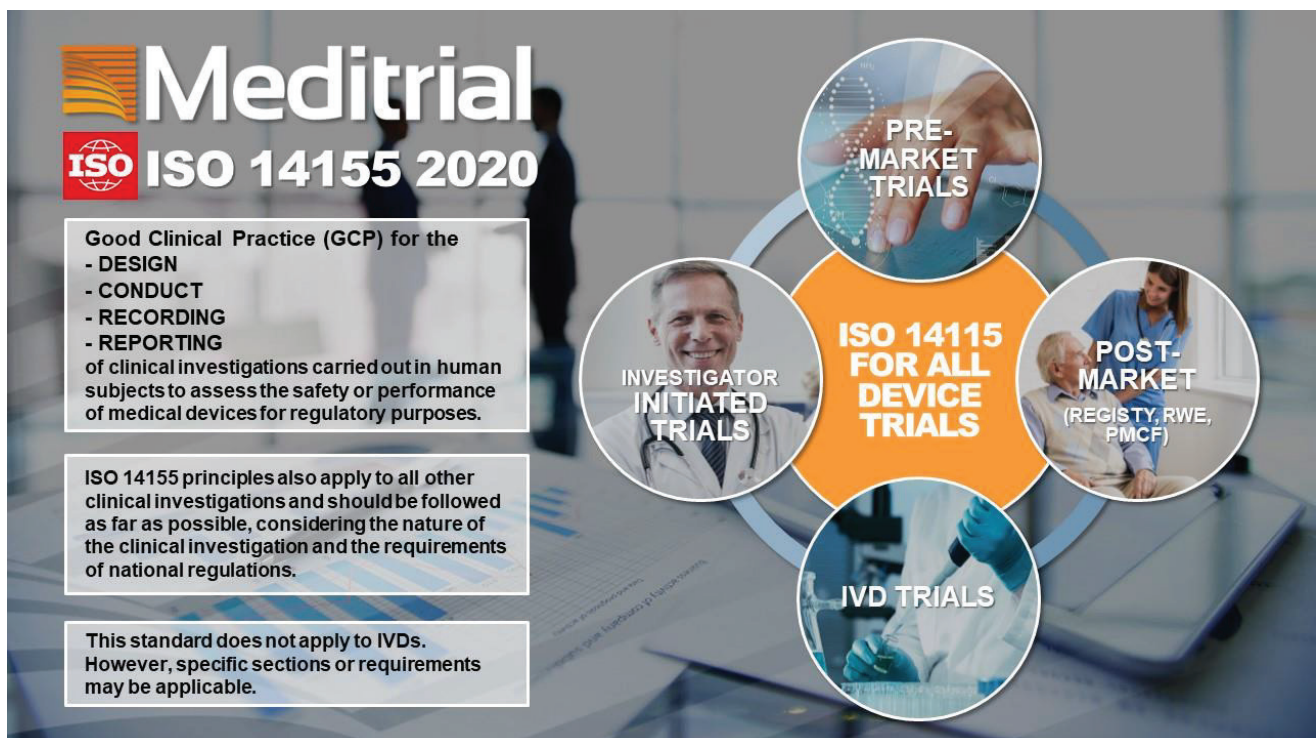 Meditrial
ISO
ISO 14155 2020
Good Clinical Practice (GCP) for the
- DESIGN
- CONDUCT
- RECORDING
- REPORTING
of clinical investigations carried out in human
subjects to assess the safety or performance
of medical devices for regulatory purposes.
ISO 14155 principles also apply to all other
clinical investigations and should be followed
as far as possible, considering the nature of
the clinical investigation and the requirements
of national regulations.
This standard does not apply to IVDs.
However, specific sections or requirements
may be applicable.
PRE-
MARKET
TRIALS
INVESTIGATOR
INITIATED
TRIALS
ISO 14115
FOR ALL
DEVICE
TRIALS
POST-
MARKET
(REGISTY, RWE,
PMCF)
IVD TRIALS